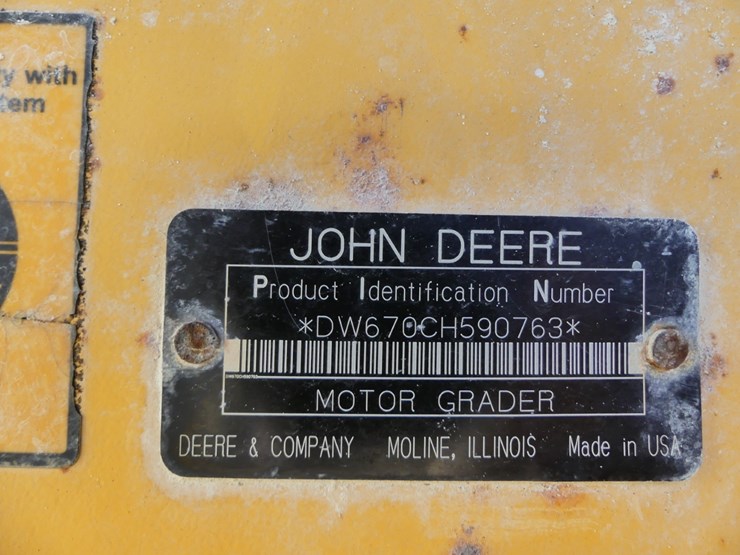 y with
tem
JOHN DEERE
Product Identification Number
*DW670CH590763*
MOTOR GRADER
DEERE & COMPANY MOLINE, ILLINOIS Made in USA